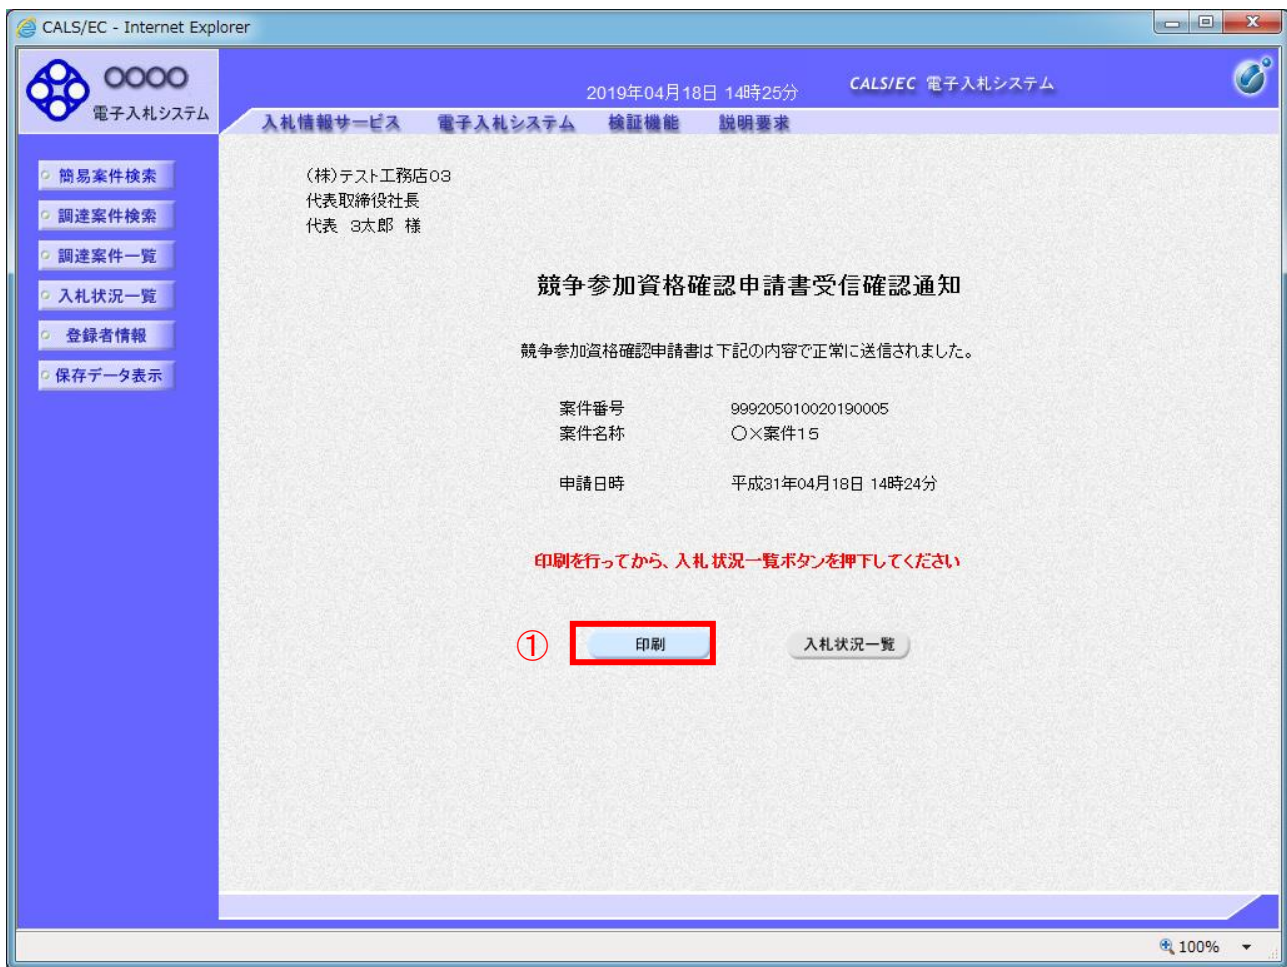 CALS/EC - Internet Explorer
○○○○
電子入札システム
2019年04月18日 14時25分
CALS/EC 電子入札システム
入札情報サービス 電子入札システム 検証機能 説明要求
簡易案件検索
調達案件検索
調達案件一覧
入札状況一覧
登録者情報
保存データ表示
(株)テスト工務店03
代表取締役社長
代表 3太郎 様
競争参加資格確認申請書受信確認通知
競争参加資格確認申請書は下記の内容で正常に送信されました。
案件番号 999205010020190005
案件名称 ○×案件15
申請日時 平成31年04月18日 14時24分
印刷を行ってから、入札状況一覧ボタンを押下してください
① 印刷 入札状況一覧
100%